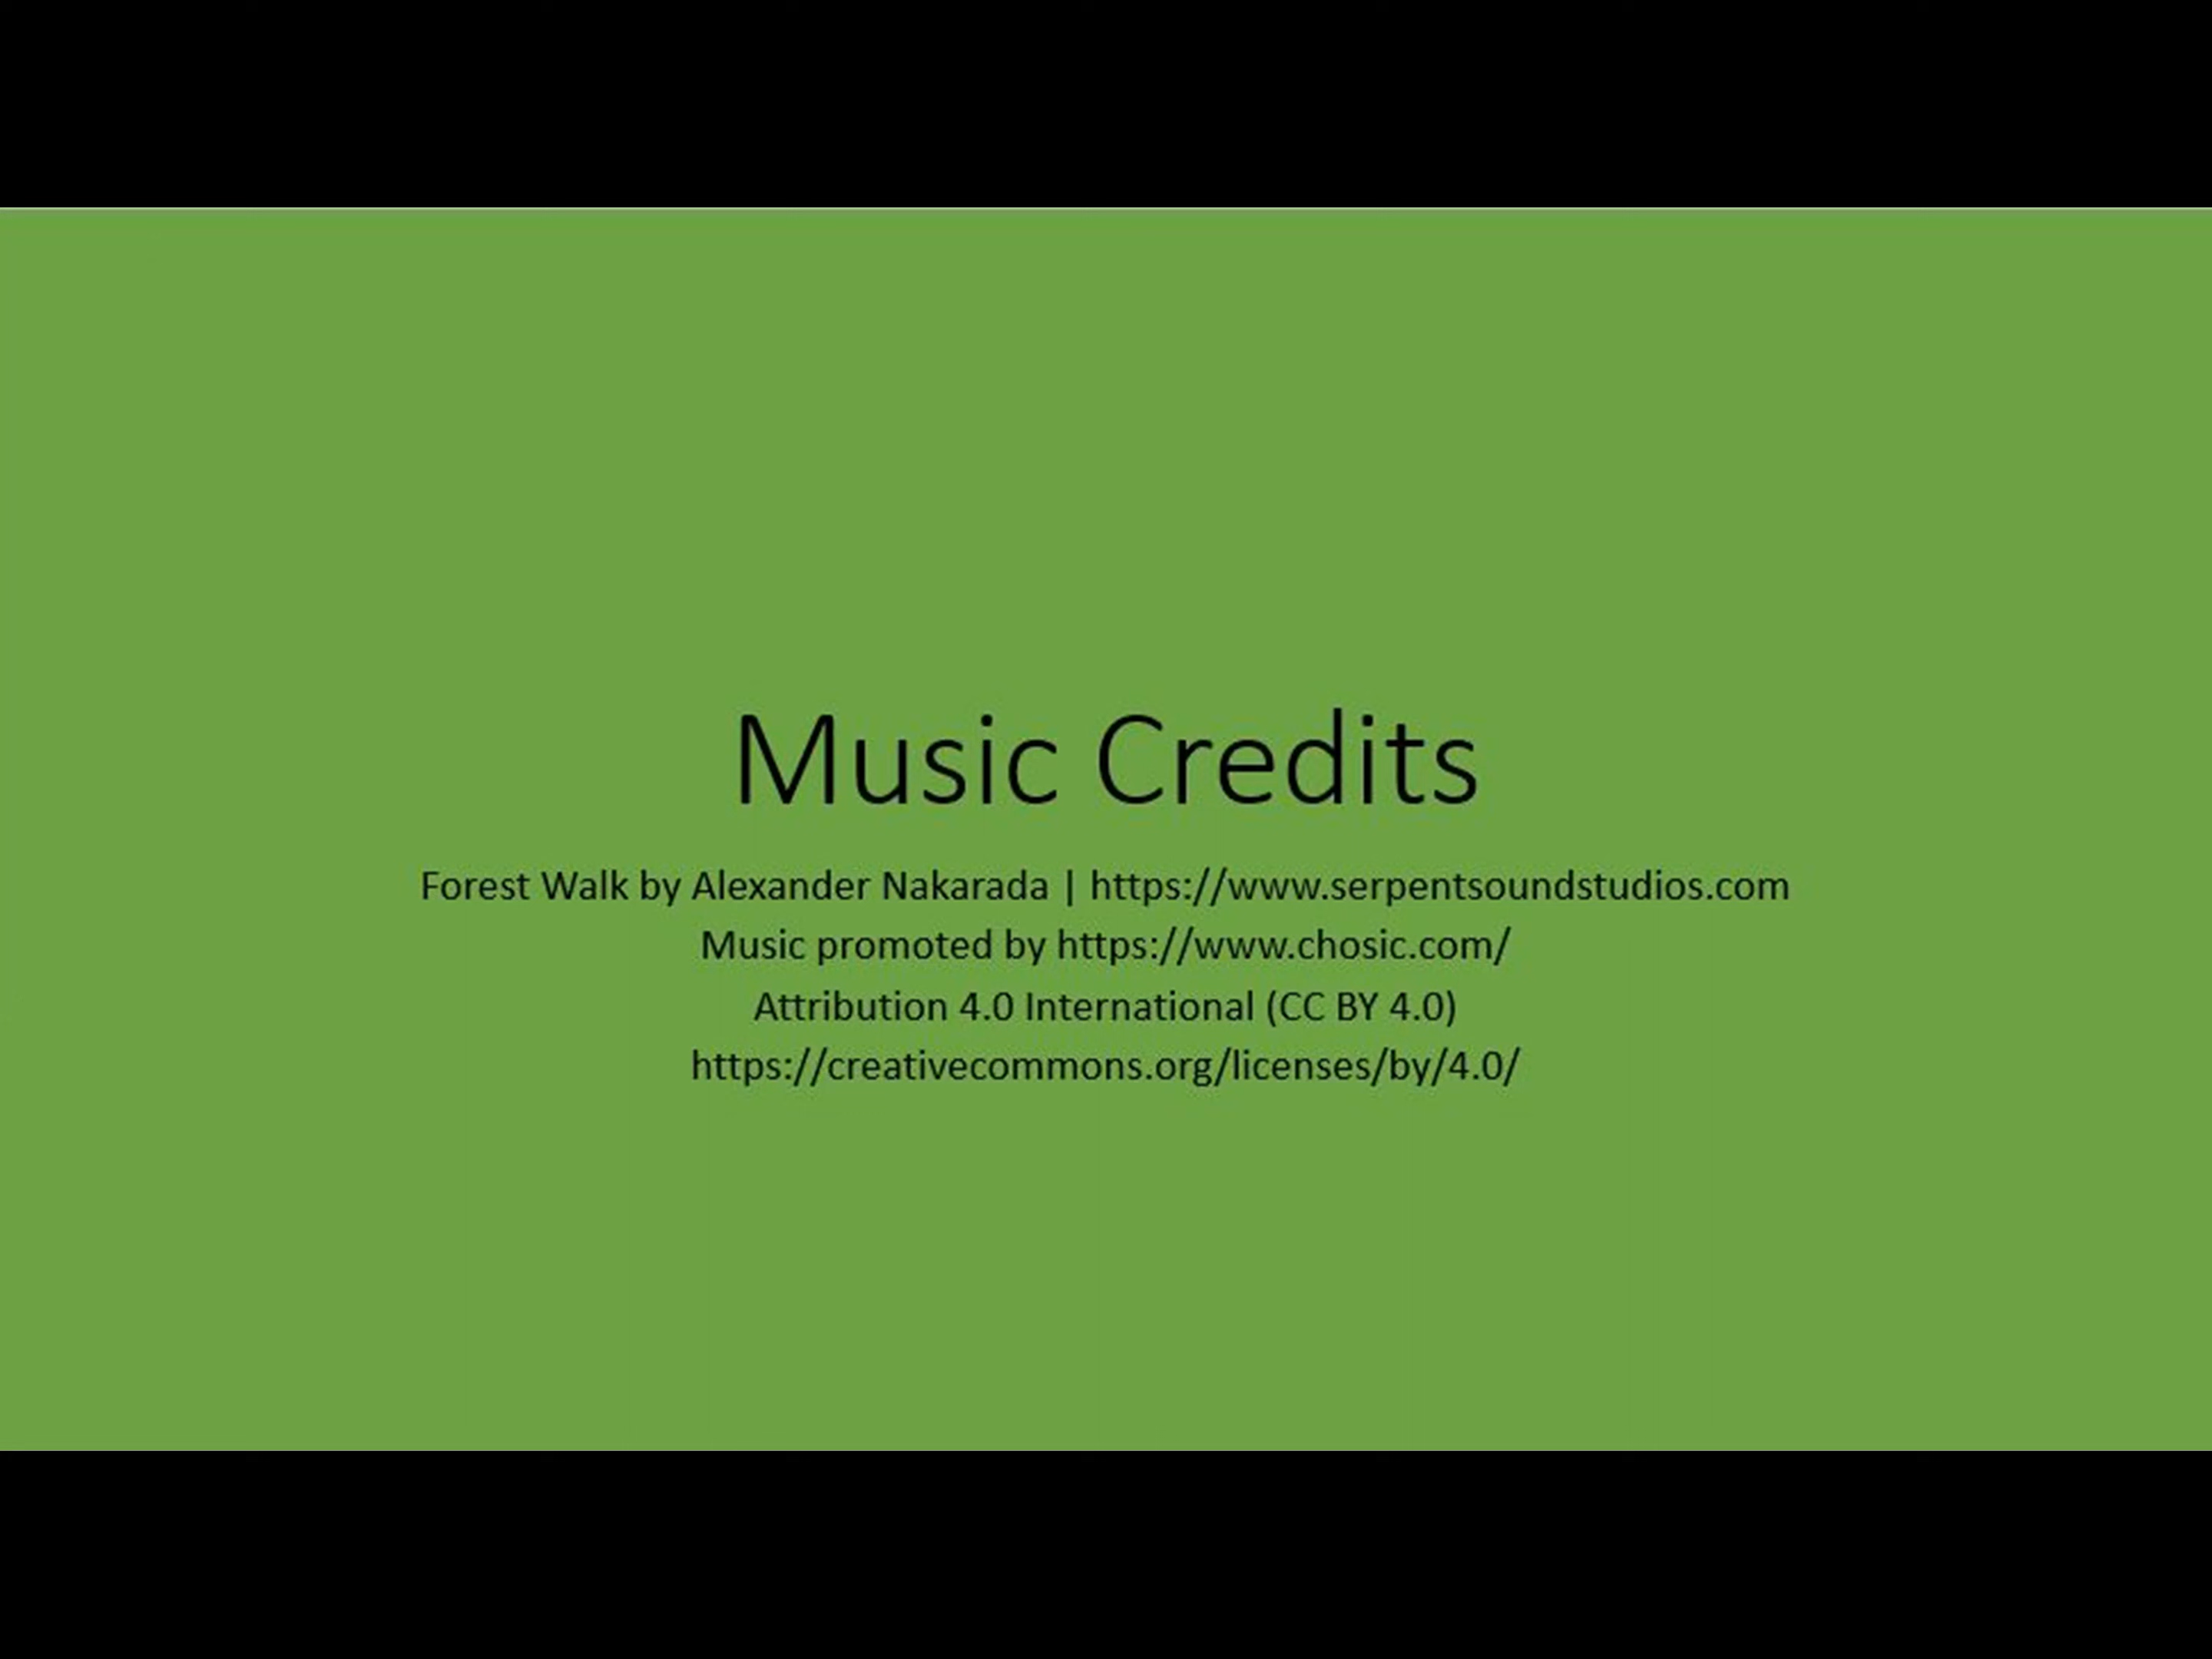 Music Credits
Forest Walk by Alexander Nakarada | https://www.serpentsoundstudios.com
Music promoted by https://www.chosic.com/
Attribution 4.0 International (CC BY 4.0)
https://creativecommons.org/licenses/by/4.0/